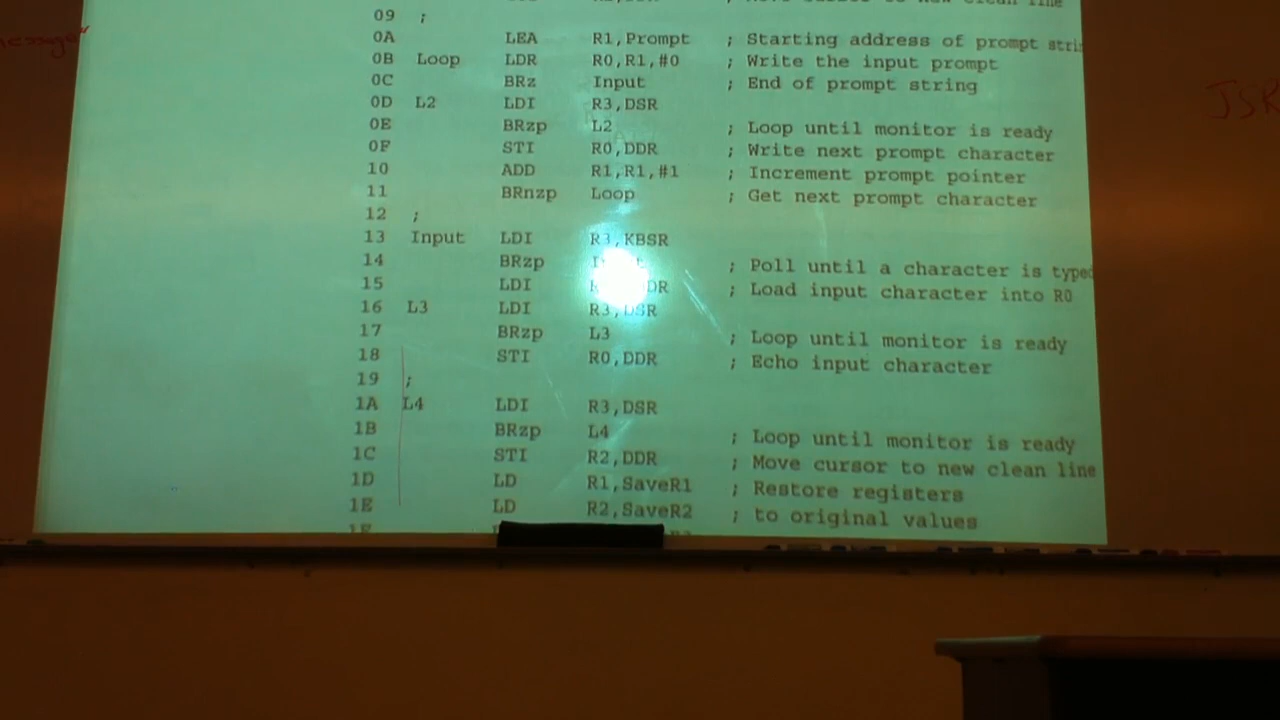 ; Move cursor to new clean line
09 ;
0A LEA R1,Prompt ; Starting address of prompt
0B Loop LDR R0,R1,#0 ; Write the input prompt
0C BRz Input ; End of prompt string
0D L2 LDI R3,DSR
0E BRzp L2 ; Loop until monitor is ready
0F STI R0,DDR ; Write next prompt character
10 ADD R1,R1,#1 ; Increment prompt pointer
11 BRnzp Loop ; Get next prompt character
12 ;
13 Input LDI R3,KBSR
14 BRzp ; Poll until a character is typed
15 LDI ; Load input character into R0
16 L3 LDI R3,DSR
17 BRzp L3 ; Loop until monitor is ready
18 STI R0,DDR ; Echo input character
19 ;
1A L4 LDI R3,DSR
1B BRzp L4 ; Loop until monitor is ready
1C STI R2,DDR ; Move cursor to new clean line
1D LD R1,SaveR1 ; Restore registers
1E LD R2,SaveR2 ; to original values
JSR